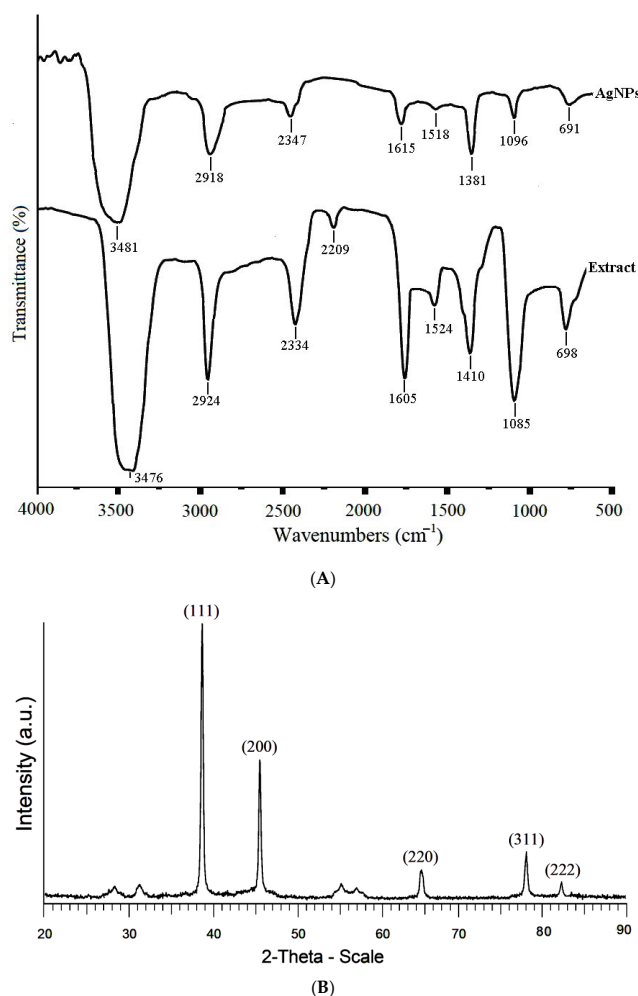 AgNPs
2347
1615
1518
1096
691
2918
1381
3481
2209
Extract
2334
1524
1410
698
2924
1605
1085
3476
Transmittance (%)
4000 3500 3000 2500 2000 1500 1000 500
Wavenumbers (cm⁻¹)
(A)
(111)
(200)
(220)
(311)
(222)
Intensity (a.u.)
20 30 40 50 60 70 80 90
2-Theta - Scale
(B)